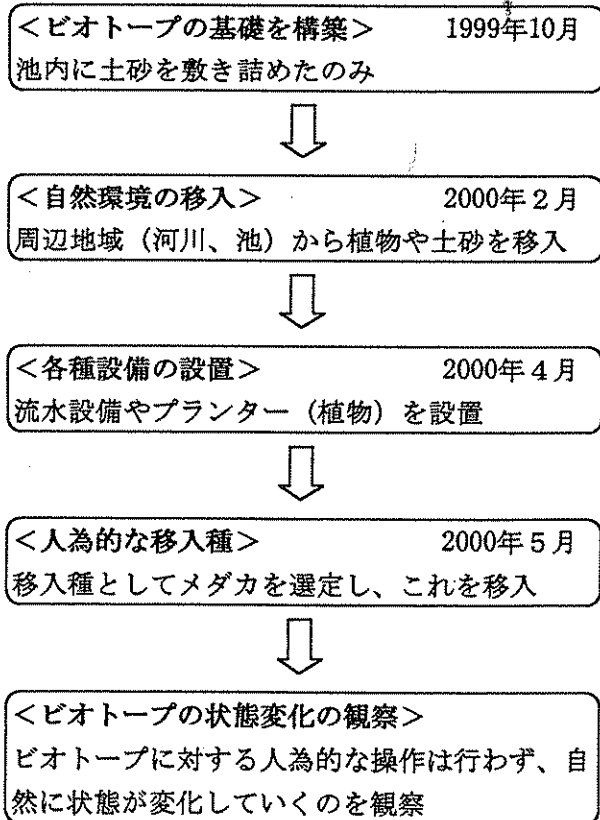 ＜ビオトープの基礎を構築＞ 1999年10月
池内に土砂を敷き詰めたのみ
＜自然環境の移入＞ 2000年２月
周辺地域（河川、池）から植物や土砂を移入
＜各種設備の設置＞ 2000年４月
流水設備やプランター（植物）を設置
＜人為的な移入種＞ 2000年５月
移入種としてメダカを選定し、これを移入
＜ビオトープの状態変化の観察＞
ビオトープに対する人為的な操作は行わず、自
然に状態が変化していくのを観察